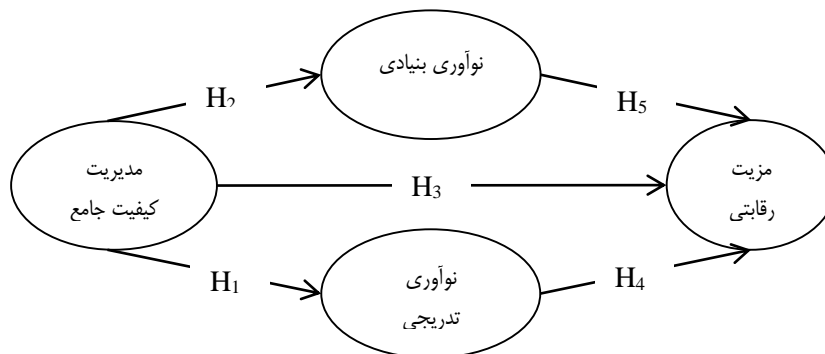 نوآوری بنیادی
H2
H5
مدیریت
کیفیت جامع
H3
مزیت
رقابتی
H1
نوآوری
تدریجی
H4